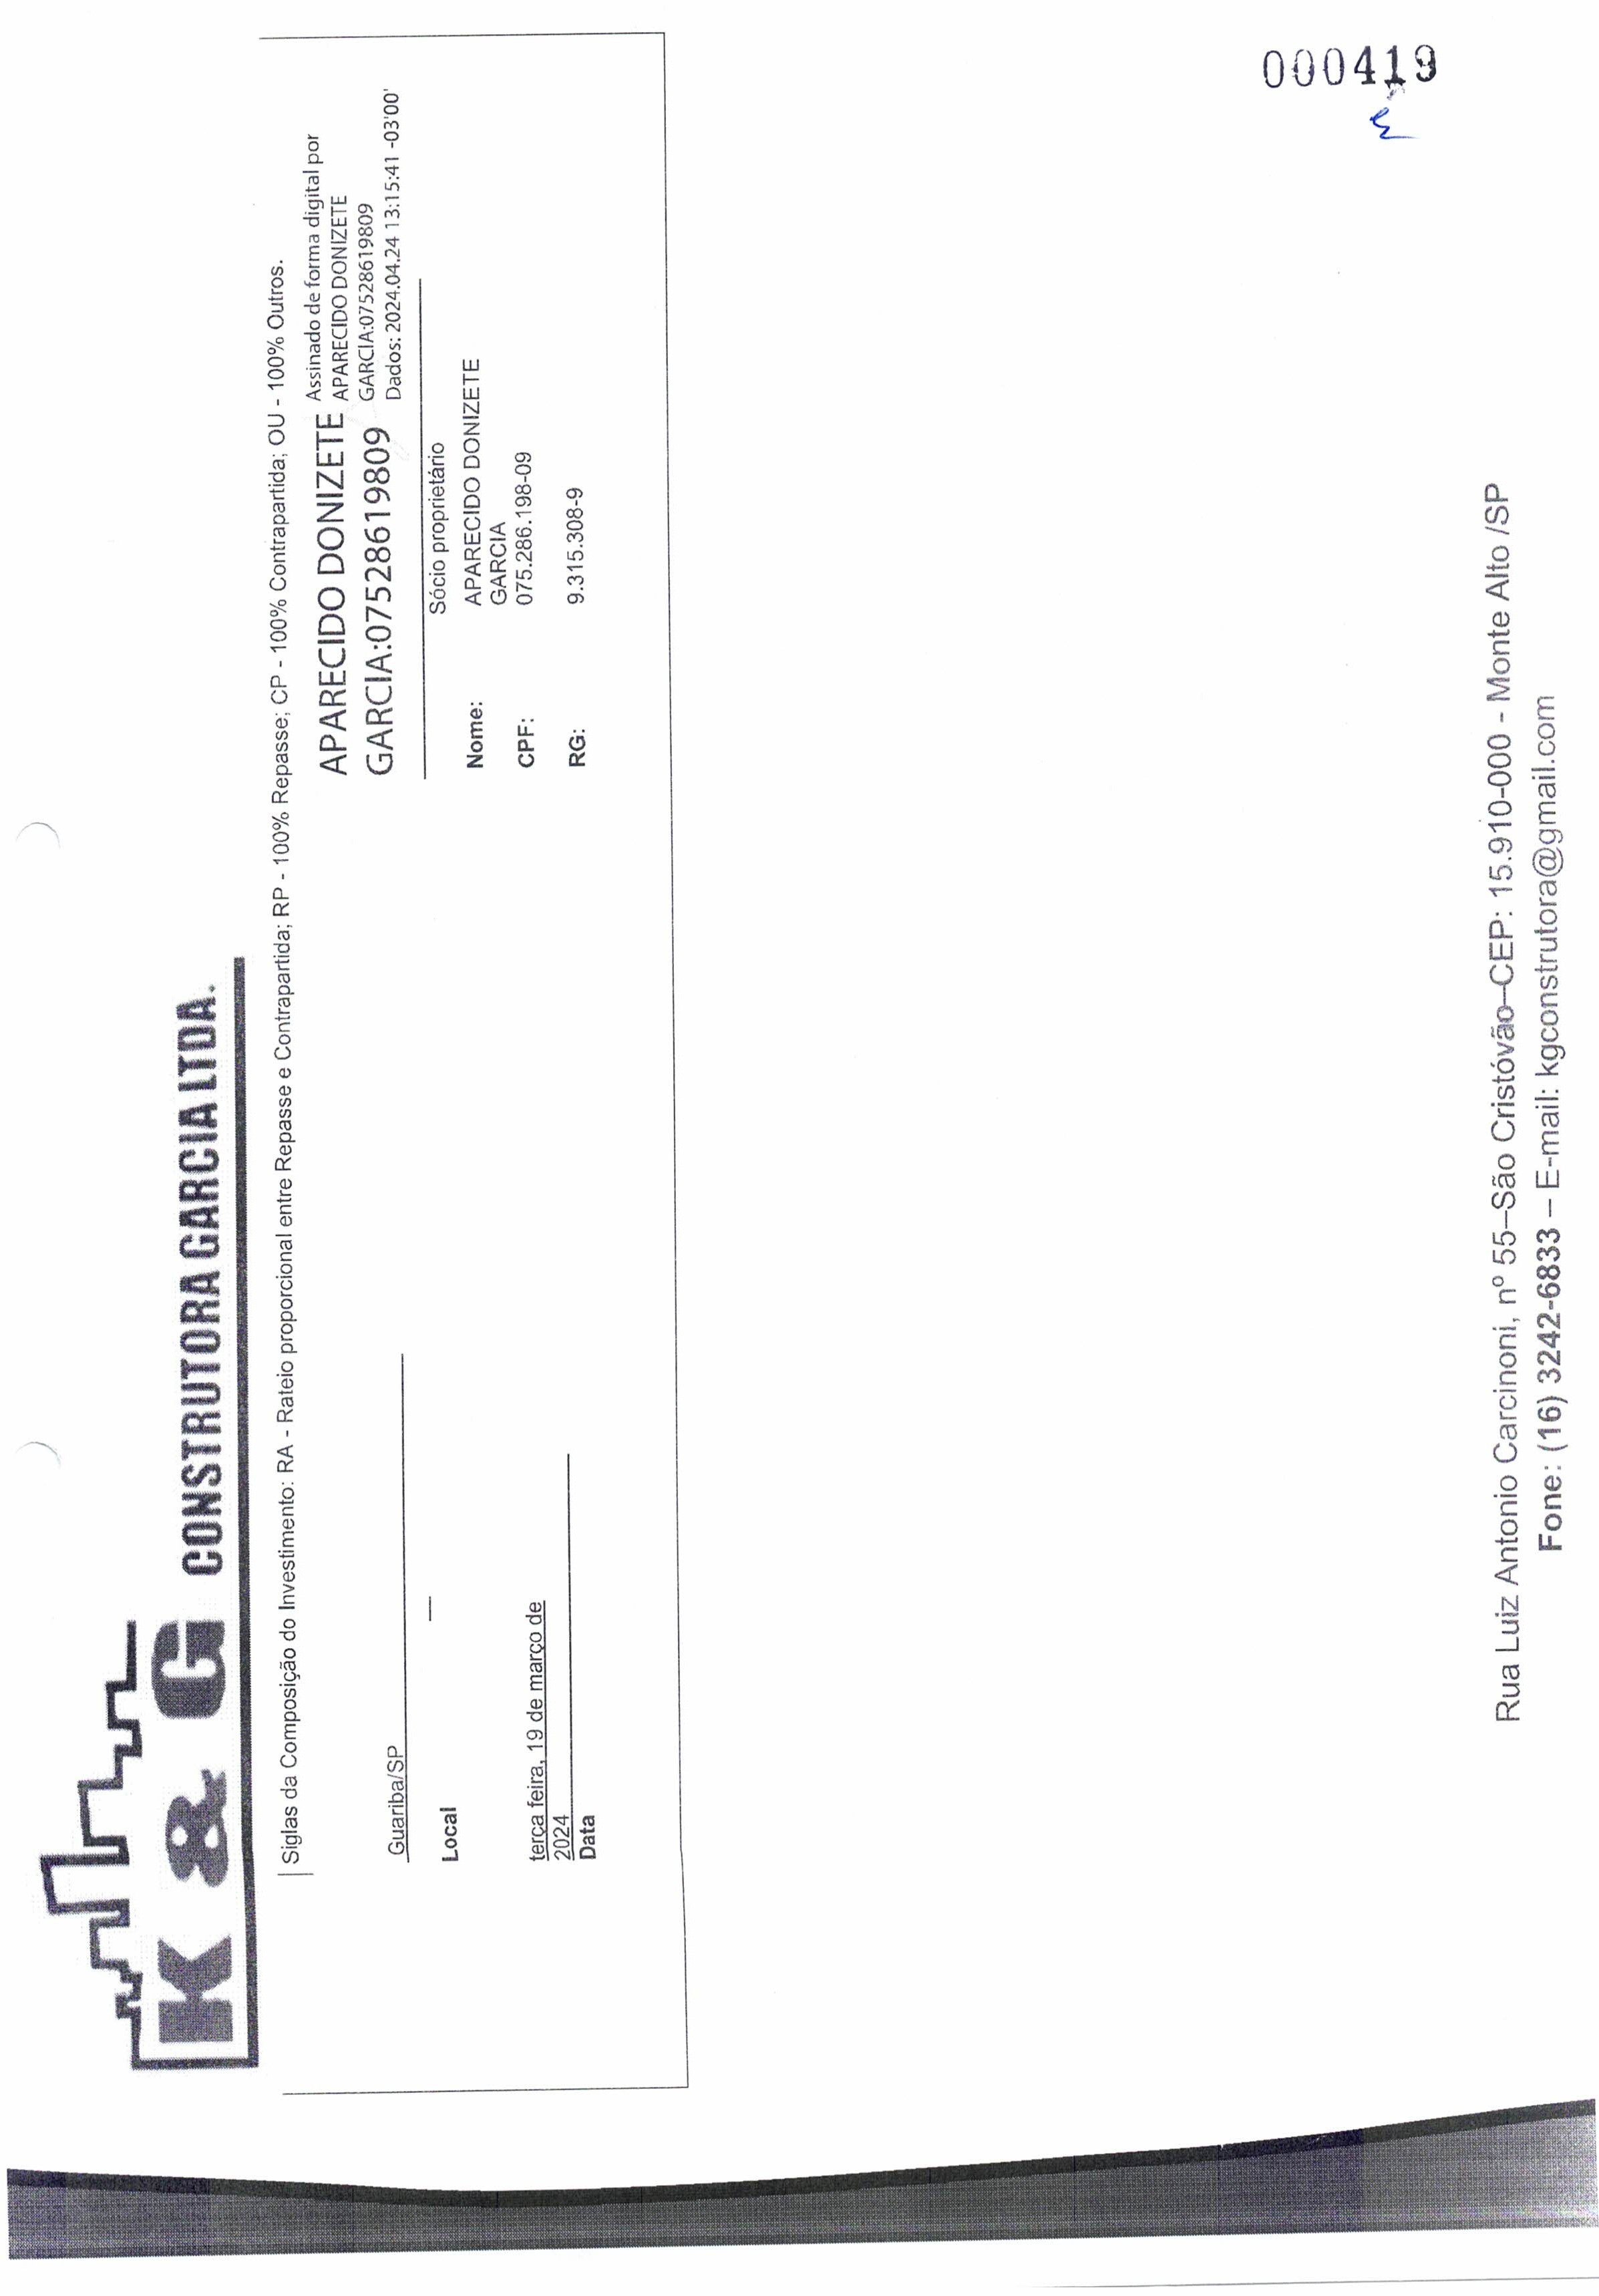 K & G CONSTRUTORA GARCIA LTDA.
Siglas da Composição do Investimento: RA - Rateio proporcional entre Repasse e Contrapartida; RP - 100% Repasse; CP - 100% Contrapartida; OU - 100% Outros.
APARECIDO DONIZETE
GARCIA:07528619809
Assinado de forma digital por
APARECIDO DONIZETE
GARCIA:07528619809
Dados: 2024.04.24 13:15:41 -03'00'
Guariba/SP
Local
terça feira, 19 de março de
2024
Data
Sócio proprietário
Nome: APARECIDO DONIZETE
GARCIA
CPF: 075.286.198-09
RG: 9.315.308-9
Rua Luiz Antonio Carcinoni, nº 55–São Cristóvão–CEP: 15.910-000 - Monte Alto /SP
Fone: (16) 3242-6833 – E-mail: kgconstrutora@gmail.com
000419